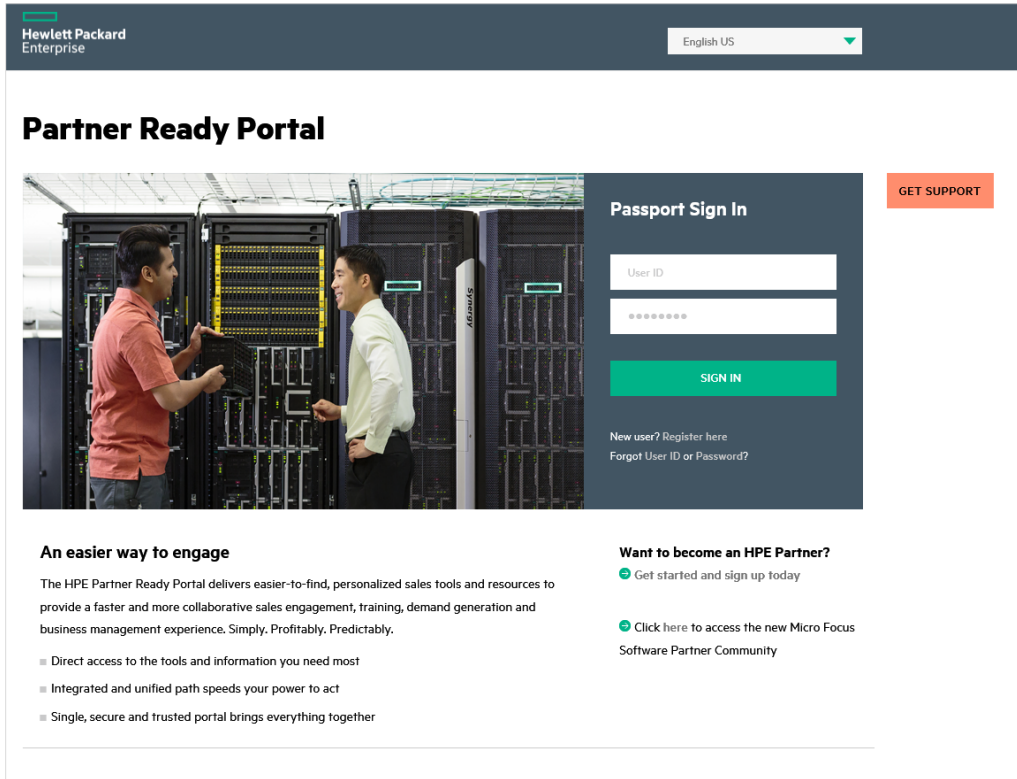 Hewlett Packard
Enterprise
English US
Partner Ready Portal
GET SUPPORT
Passport Sign In
User ID
SIGN IN
New user? Register here
Forgot User ID or Password?
Synergy
An easier way to engage
The HPE Partner Ready Portal delivers easier-to-find, personalized sales tools and resources to
provide a faster and more collaborative sales engagement, training, demand generation and
business management experience. Simply. Profitably. Predictably.
Direct access to the tools and information you need most
Integrated and unified path speeds your power to act
Single, secure and trusted portal brings everything together
Want to become an HPE Partner?
Get started and sign up today
Click here to access the new Micro Focus
Software Partner Community